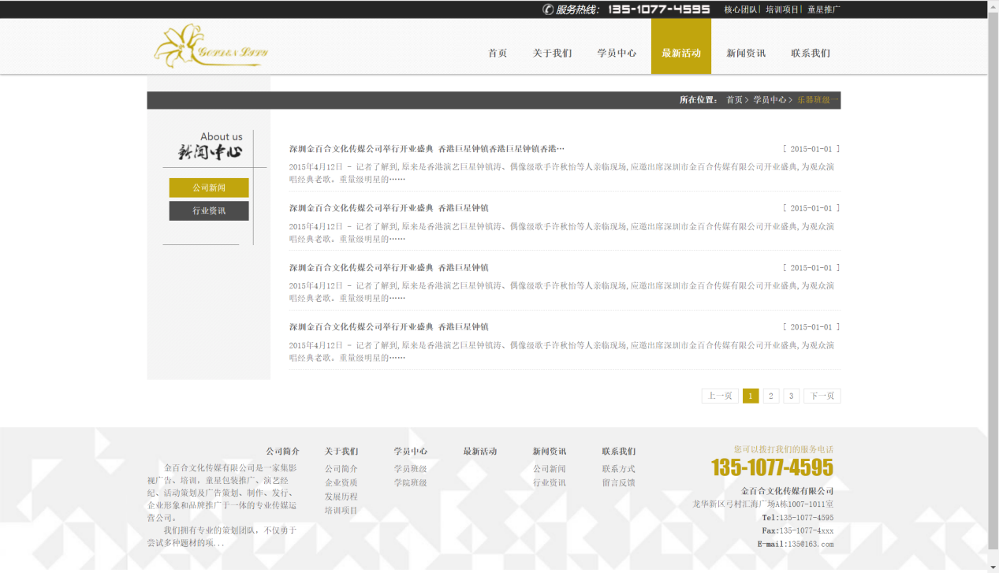 服务热线： 135-1077-4595 核心团队| 培训项目| 童星推广
Golden Lily
首页 关于我们 学员中心 最新活动 新闻资讯 联系我们
所在位置： 首页> 学员中心> 乐器班级一
About us
新闻中心
公司新闻
行业资讯
深圳金百合文化传媒公司举行开业盛典 香港巨星钟镇香港巨星钟镇香港… [ 2015-01-01 ]
2015年4月12日 - 记者了解到,原来是香港演艺巨星钟镇涛、偶像级歌手许秋怡等人亲临现场,应邀出席深圳市金百合传媒有限公司开业盛典,为观众演
唱经典老歌。重量级明星的……
深圳金百合文化传媒公司举行开业盛典 香港巨星钟镇 [ 2015-01-01 ]
2015年4月12日 - 记者了解到,原来是香港演艺巨星钟镇涛、偶像级歌手许秋怡等人亲临现场,应邀出席深圳市金百合传媒有限公司开业盛典,为观众演
唱经典老歌。重量级明星的……
深圳金百合文化传媒公司举行开业盛典 香港巨星钟镇 [ 2015-01-01 ]
2015年4月12日 - 记者了解到,原来是香港演艺巨星钟镇涛、偶像级歌手许秋怡等人亲临现场,应邀出席深圳市金百合传媒有限公司开业盛典,为观众演
唱经典老歌。重量级明星的……
深圳金百合文化传媒公司举行开业盛典 香港巨星钟镇 [ 2015-01-01 ]
2015年4月12日 - 记者了解到,原来是香港演艺巨星钟镇涛、偶像级歌手许秋怡等人亲临现场,应邀出席深圳市金百合传媒有限公司开业盛典,为观众演
唱经典老歌。重量级明星的……
上一页 1 2 3 下一页
公司简介
金百合文化传媒有限公司是一家集影
视广告、培训，童星包装推广、演艺经
纪、活动策划及广告策划、制作、发行、
企业形象和品牌推广于一体的专业传媒运
营公司。
我们拥有专业的策划团队，不仅勇于
尝试多种题材的项...
关于我们
公司简介
企业资质
发展历程
培训项目
学员中心
学员班级
学院班级
最新活动
新闻资讯
公司新闻
行业资讯
联系我们
联系方式
留言反馈
您可以拨打我们的服务电话
135-1077-4595
金百合文化传媒有限公司
龙华新区弓村汇海广场A栋1007-1011室
Tel:135-1077-4595
Fax:135-1077-4xxx
E-mail:135@163.com